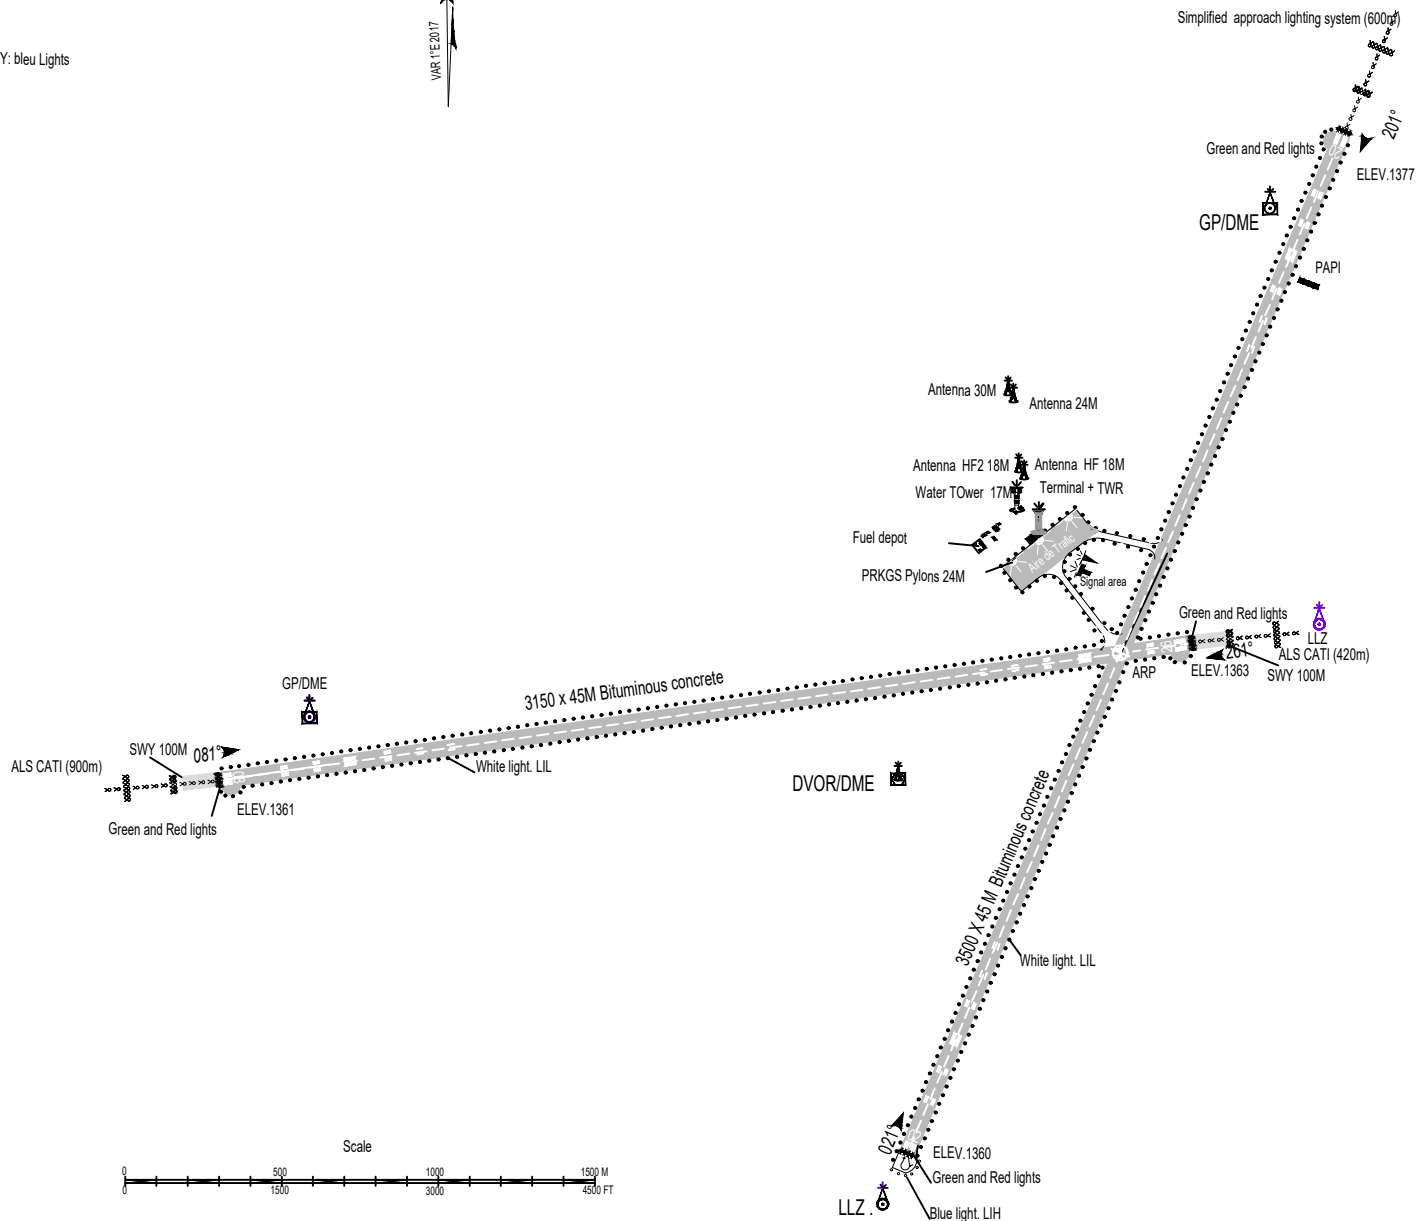 Simplified approach lighting system (600m)
VAR 1°E 2017
Y: bleu Lights
201°
Green and Red lights
ELEV.1377
GP/DME
PAPI
Antenna 30M
Antenna 24M
Antenna HF2 18M
Antenna HF 18M
Water TOwer 17M
Terminal + TWR
Fuel depot
Aire de Trafic
PRKGS Pylons 24M
Signal area
Green and Red lights
LLZ
261°
ALS CATI (420m)
ELEV.1363
SWY 100M
ARP
GP/DME
3150 x 45M Bituminous concrete
SWY 100M
081°
ALS CATI (900m)
White light. LIL
DVOR/DME
ELEV.1361
Green and Red lights
3500 X 45 M Bituminous concrete
White light. LIL
021°
ELEV.1360
Green and Red lights
LLZ .
Blue light. LIH
Scale
0 500 1000 1500 M
0 1500 3000 4500 FT